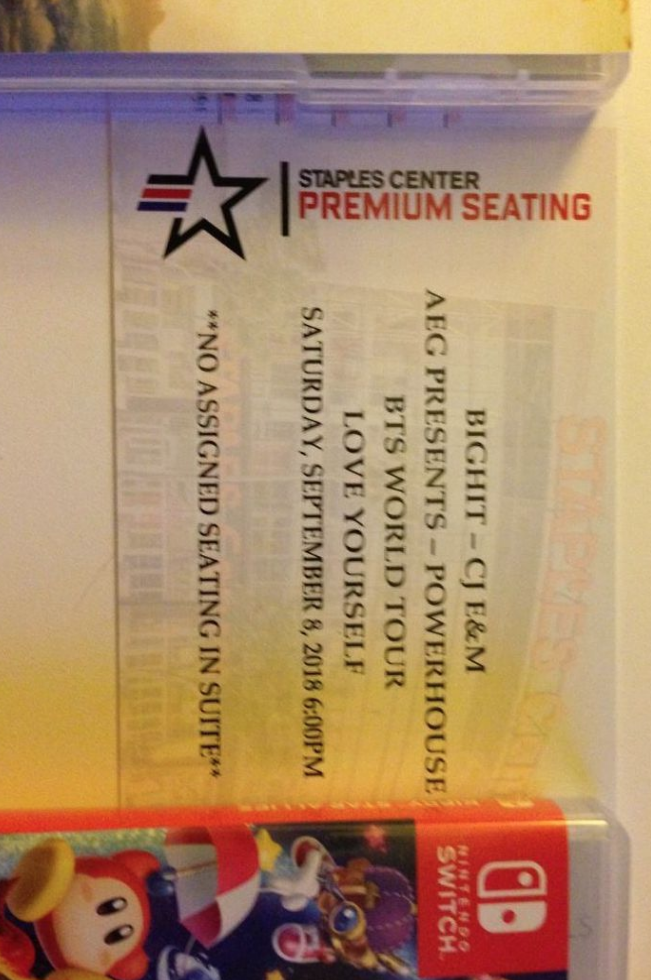 STAPLES CENTER
PREMIUM SEATING
BIGHIT – CJ E&M
AEG PRESENTS – POWERHOUSE
BTS WORLD TOUR
LOVE YOURSELF
SATURDAY, SEPTEMBER 8, 2018 6:00PM
**NO ASSIGNED SEATING IN SUITE**
STAPLES
NINTENDO
SWITCH